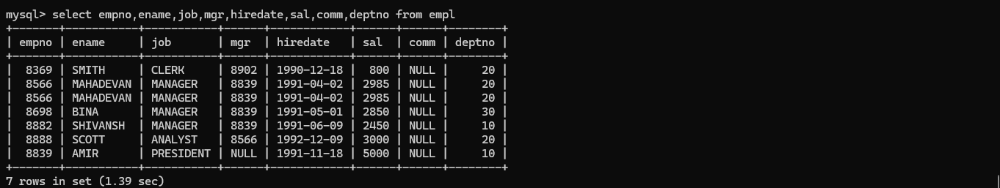 mysql> select empno,ename,job,mgr,hiredate,sal,comm,deptno from empl
+-------+-----------+-----------+------+------------+------+------+--------+
| empno | ename     | job       | mgr  | hiredate   | sal  | comm | deptno |
+-------+-----------+-----------+------+------------+------+------+--------+
|  8369 | SMITH     | CLERK     | 8902 | 1990-12-18 |  800 | NULL |     20 |
|  8566 | MAHADEVAN | MANAGER   | 8839 | 1991-04-02 | 2985 | NULL |     20 |
|  8566 | MAHADEVAN | MANAGER   | 8839 | 1991-04-02 | 2985 | NULL |     20 |
|  8698 | BINA      | MANAGER   | 8839 | 1991-05-01 | 2850 | NULL |     30 |
|  8882 | SHIVANSH  | MANAGER   | 8839 | 1991-06-09 | 2450 | NULL |     10 |
|  8888 | SCOTT     | ANALYST   | 8566 | 1992-12-09 | 3000 | NULL |     20 |
|  8839 | AMIR      | PRESIDENT | NULL | 1991-11-18 | 5000 | NULL |     10 |
+-------+-----------+-----------+------+------------+------+------+--------+
7 rows in set (1.39 sec)